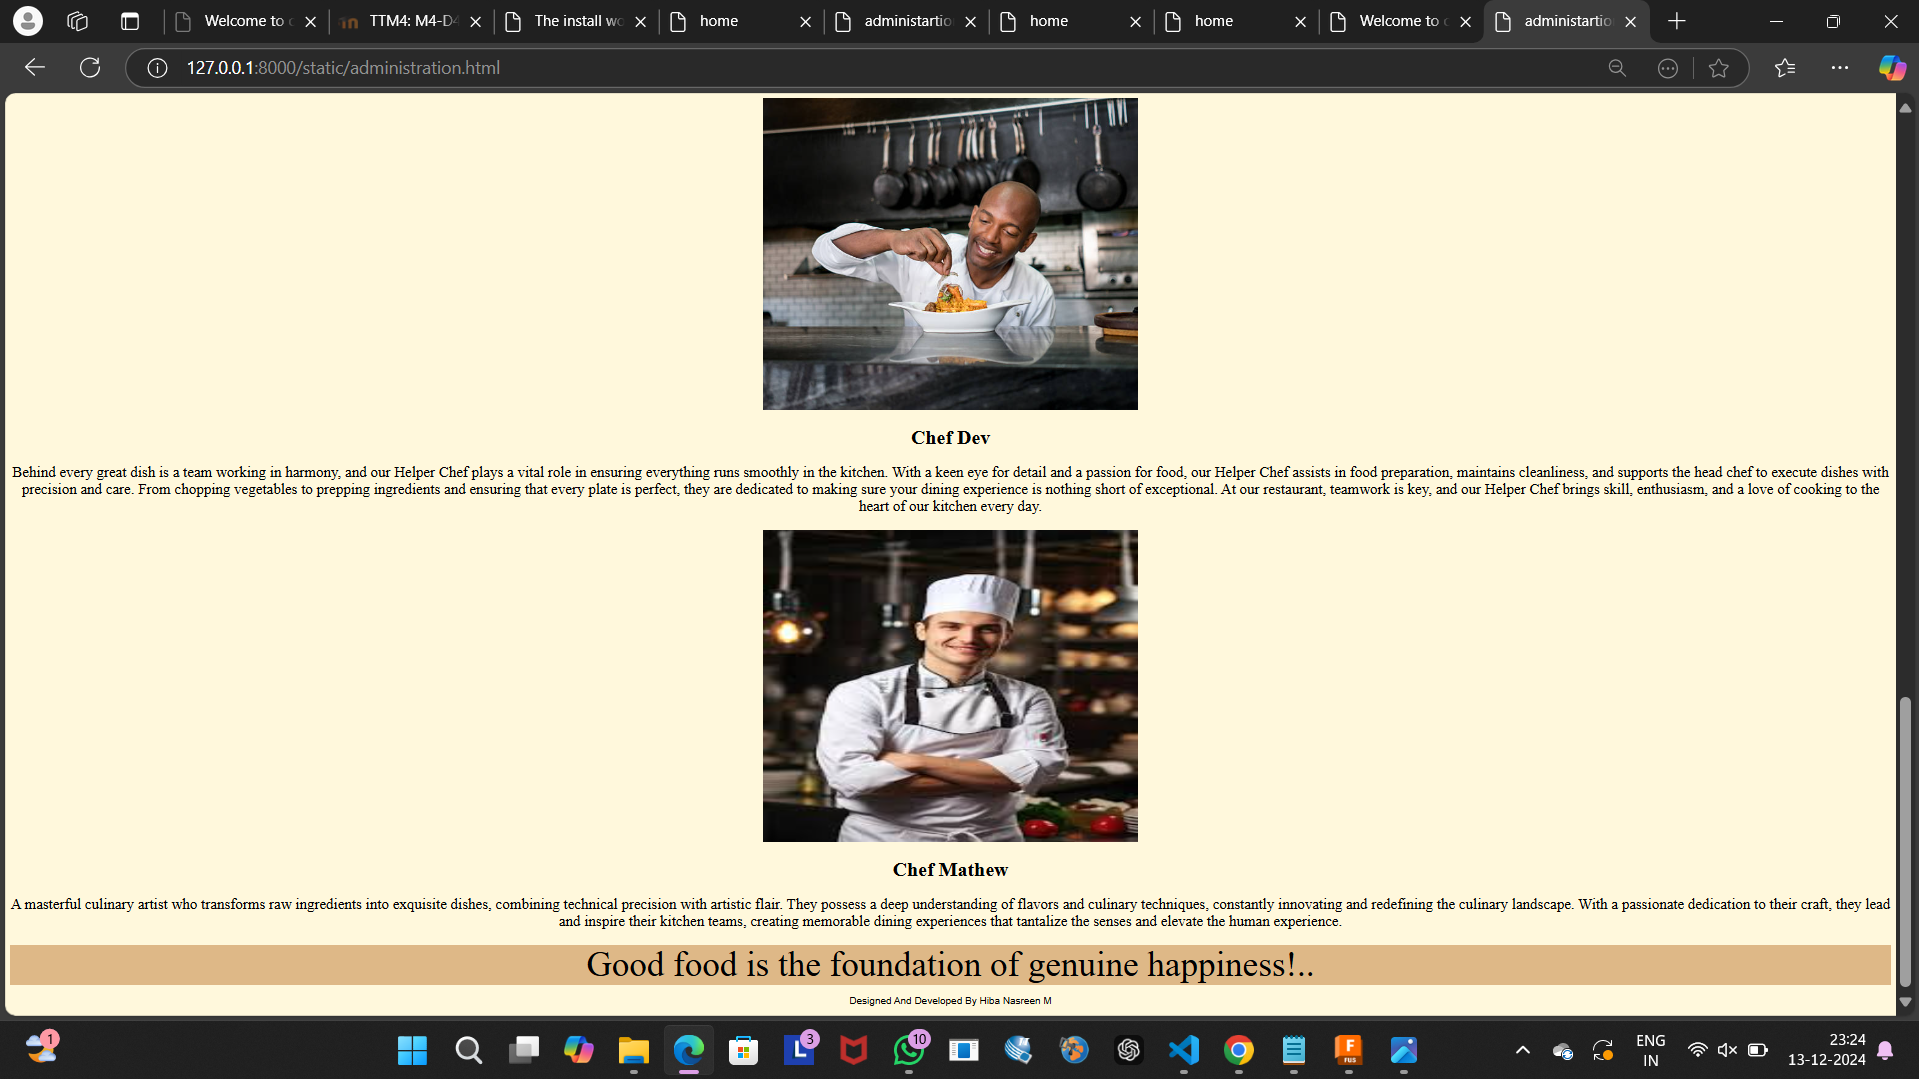 Welcome to
TTM4: M4-D4
The install wo
home
administartio
home
home
Welcome to
administartio
127.0.0.1:8000/static/administration.html
Chef Dev
Behind every great dish is a team working in harmony, and our Helper Chef plays a vital role in ensuring everything runs smoothly in the kitchen. With a keen eye for detail and a passion for food, our Helper Chef assists in food preparation, maintains cleanliness, and supports the head chef to execute dishes with
precision and care. From chopping vegetables to prepping ingredients and ensuring that every plate is perfect, they are dedicated to making sure your dining experience is nothing short of exceptional. At our restaurant, teamwork is key, and our Helper Chef brings skill, enthusiasm, and a love of cooking to the
heart of our kitchen every day.
Chef Mathew
A masterful culinary artist who transforms raw ingredients into exquisite dishes, combining technical precision with artistic flair. They possess a deep understanding of flavors and culinary techniques, constantly innovating and redefining the culinary landscape. With a passionate dedication to their craft, they lead
and inspire their kitchen teams, creating memorable dining experiences that tantalize the senses and elevate the human experience.
Good food is the foundation of genuine happiness!..
Designed And Developed By Hiba Nasreen M
1
L 3
10
F
FUS
ENG
IN
23:24
13-12-2024